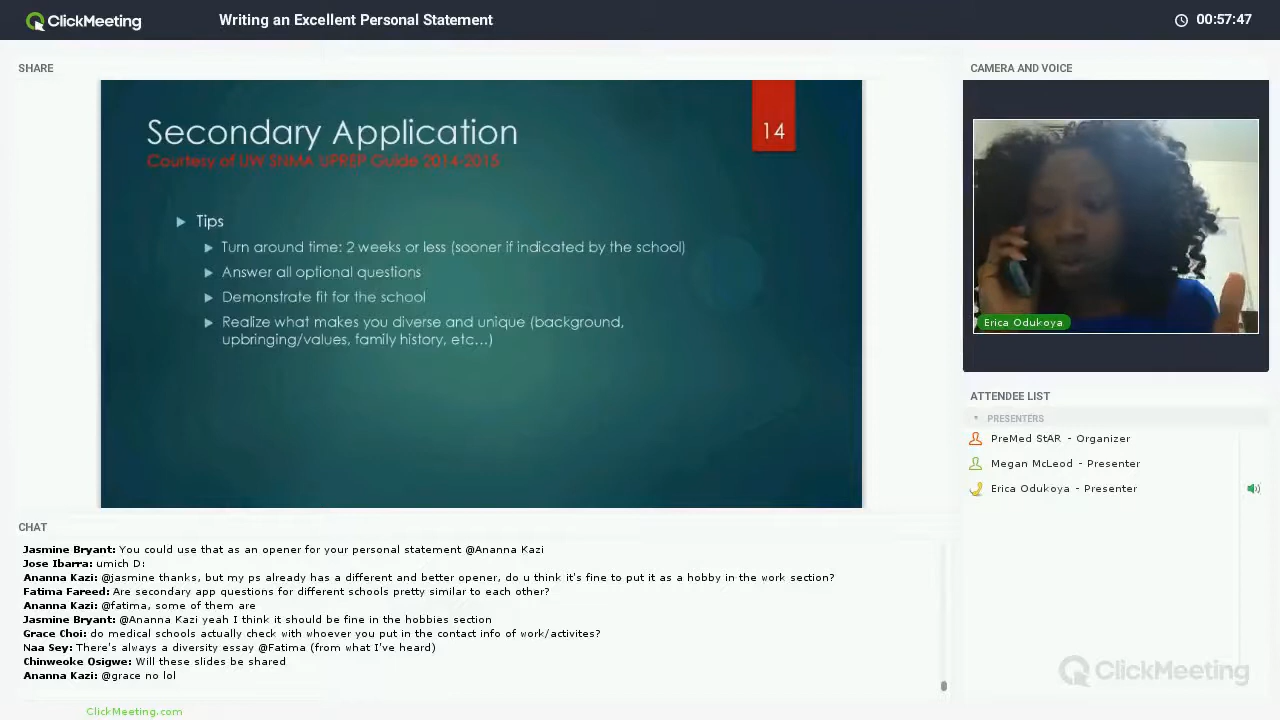 ClickMeeting
Writing an Excellent Personal Statement
00:57:47
SHARE
Secondary Application
14
Courtesy of UW SNMA UPREP Guide 2014-2015
Tips
Turn around time: 2 weeks or less (sooner if indicated by the school)
Answer all optional questions
Demonstrate fit for the school
Realize what makes you diverse and unique (background,
upbringing/values, family history, etc...)
CAMERA AND VOICE
Erica Odukoya
ATTENDEE LIST
PRESENTERS
PreMed StAR - Organizer
Megan McLeod - Presenter
Erica Odukoya - Presenter
CHAT
Jasmine Bryant: You could use that as an opener for your personal statement @Ananna Kazi
Jose Ibarra: umich D:
Ananna Kazi: @jasmine thanks, but my ps already has a different and better opener, do u think it's fine to put it as a hobby in the work section?
Fatima Fareed: Are secondary app questions for different schools pretty similar to each other?
Ananna Kazi: @fatima, some of them are
Jasmine Bryant: @Ananna Kazi yeah I think it should be fine in the hobbies section
Grace Choi: do medical schools actually check with whoever you put in the contact info of work/activites?
Naa Sey: There's always a diversity essay @Fatima (from what I've heard)
Chinweoke Osigwe: Will these slides be shared
Ananna Kazi: @grace no lol
ClickMeeting
ClickMeeting.com